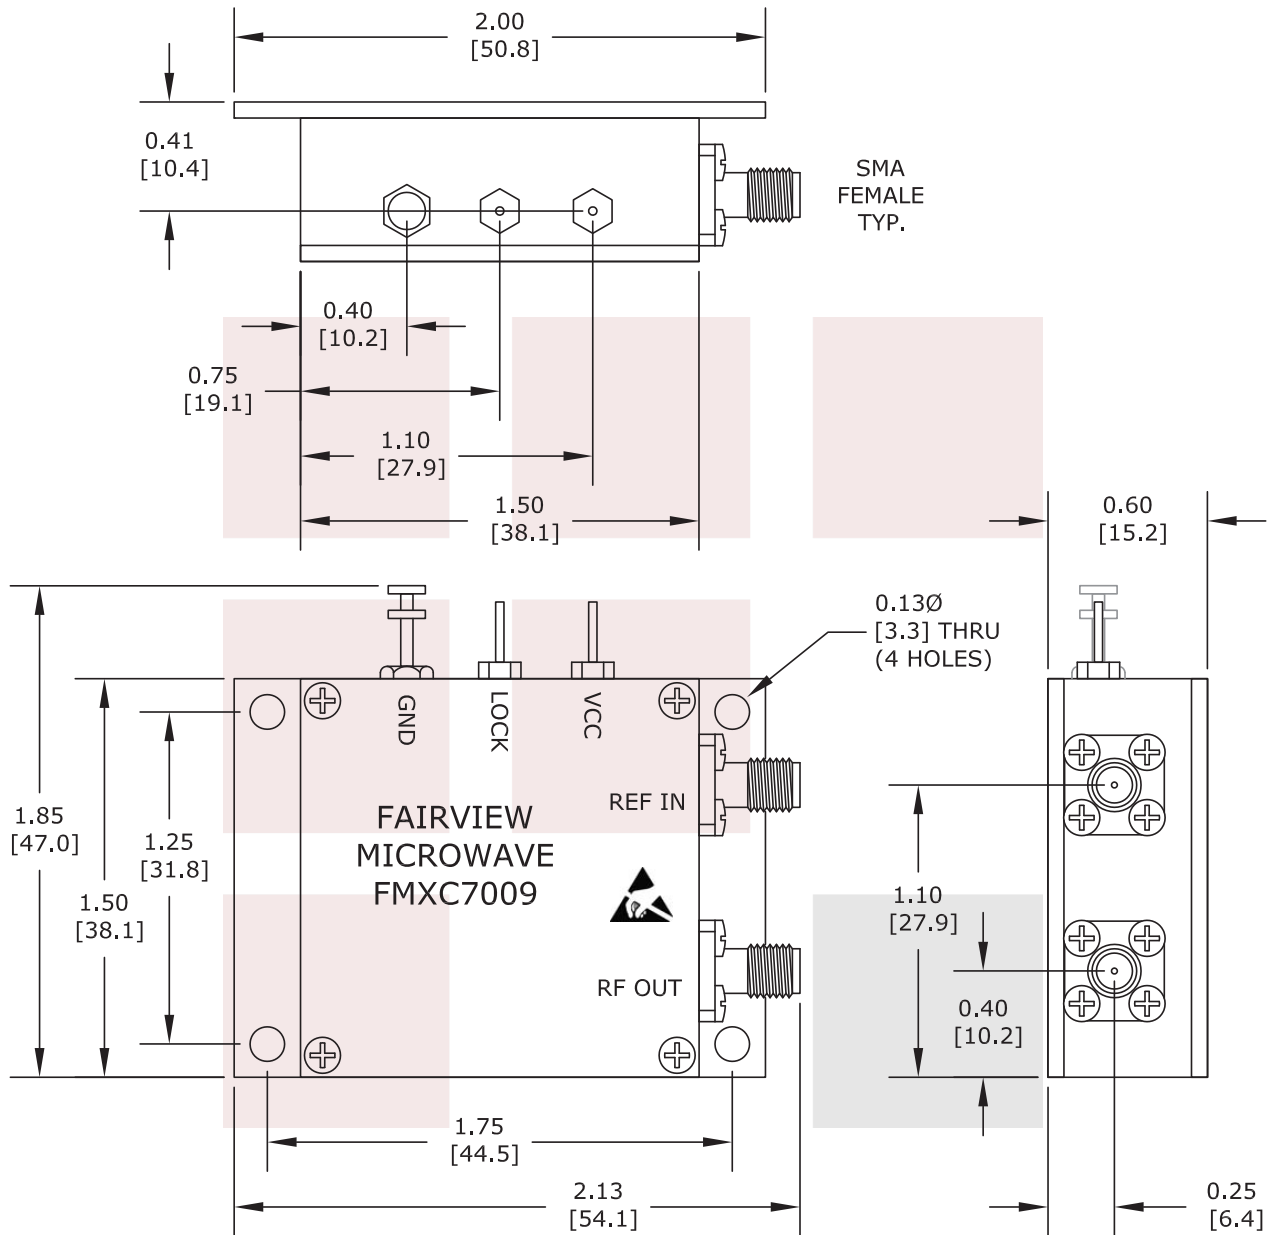 2.00
[50.8]
0.41
[10.4]
SMA
FEMALE
TYP.
0.40
[10.2]
0.75
[19.1]
1.10
[27.9]
1.50
[38.1]
0.60
[15.2]
0.13Ø
[3.3] THRU
(4 HOLES)
GND
LOCK
VCC
REF IN
1.85
[47.0]
1.25
[31.8]
1.50
[38.1]
FAIRVIEW
MICROWAVE
FMXC7009
RF OUT
1.10
[27.9]
0.40
[10.2]
1.75
[44.5]
2.13
[54.1]
0.25
[6.4]